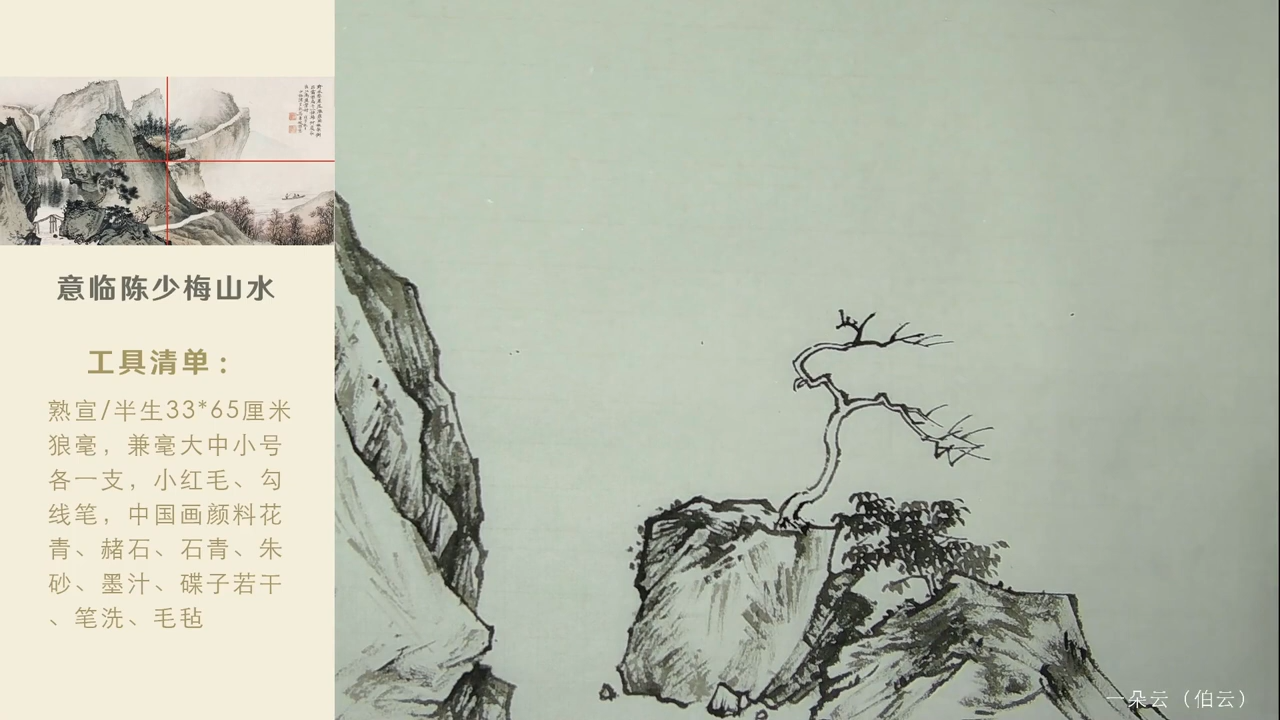 意临陈少梅山水
工具清单：
熟宣/半生33*65厘米
狼毫，兼毫大中小号
各一支，小红毛、勾
线笔，中国画颜料花
青、赭石、石青、朱
砂、墨汁、碟子若干
、笔洗、毛毡
一朵云（伯云）